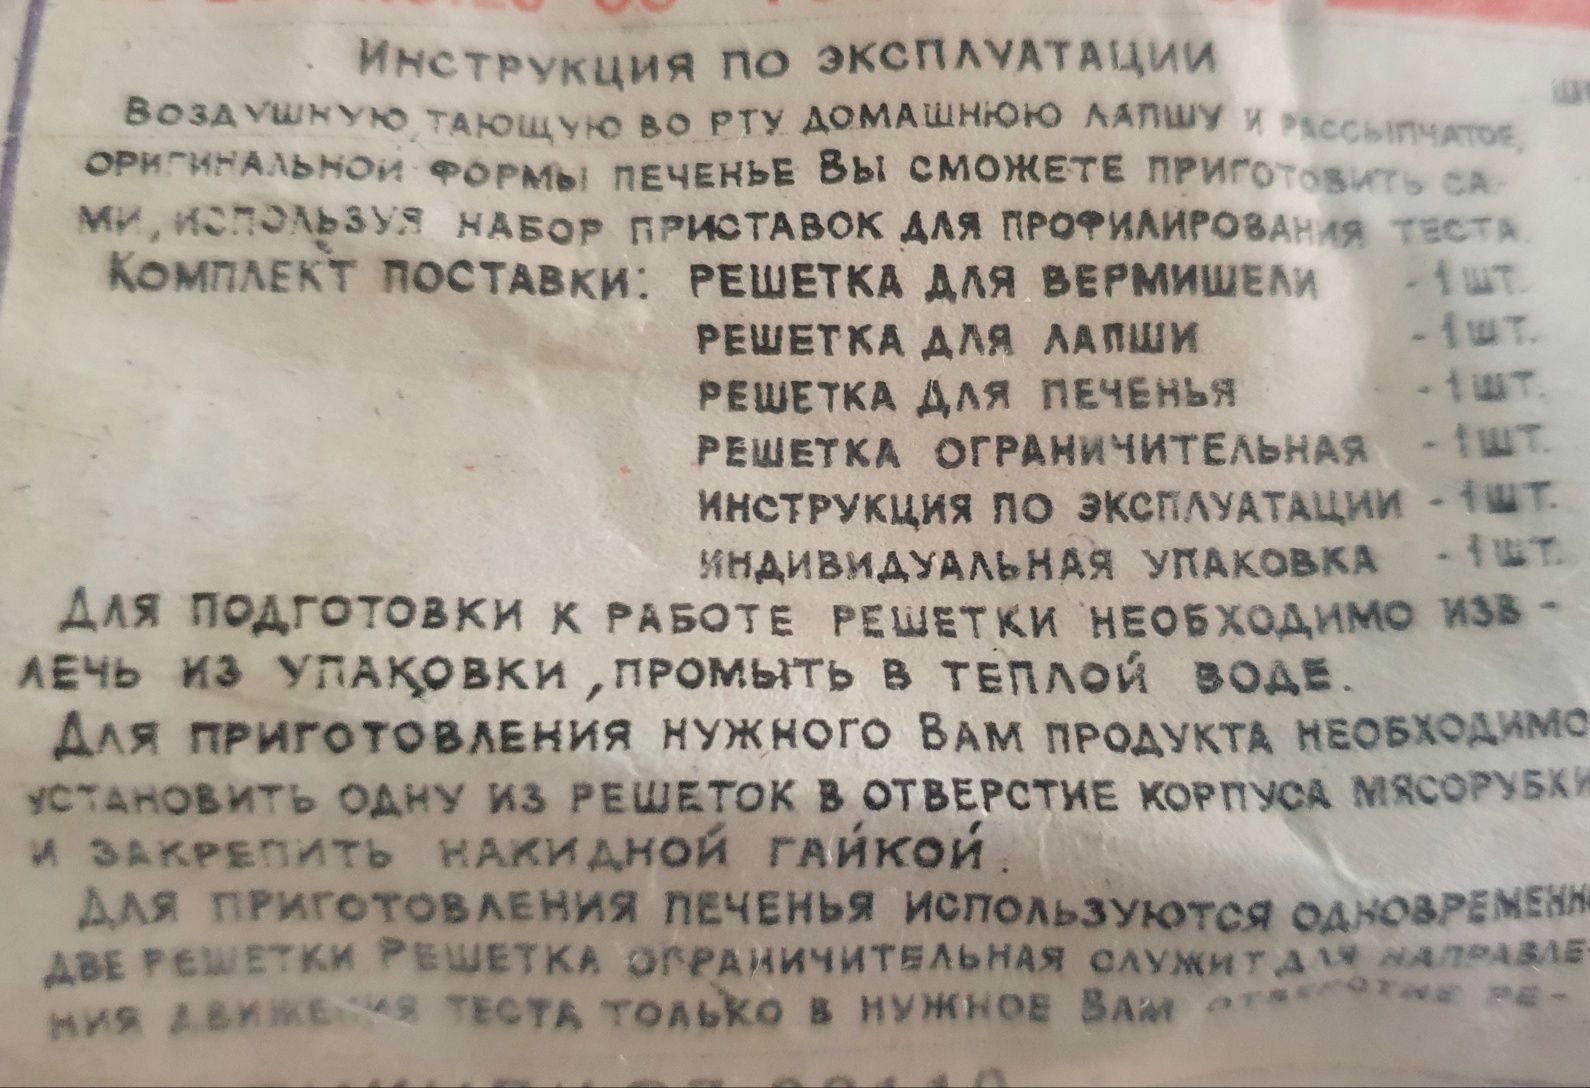 Инструкция по эксплуатации
Воздушную, тающую во рту домашнюю лапшу и рассыпчатое,
оригинальной формы печенье Вы сможете приготовить са-
ми, используя набор приставок для профилирования теста.
Комплект поставки: решетка для вермишели - 1 шт.
решетка для лапши - 1 шт.
решетка для печенья - 1 шт.
решетка ограничительная - 1 шт.
инструкция по эксплуатации - 1 шт.
индивидуальная упаковка - 1 шт.
Для подготовки к работе решетки необходимо изв-
лечь из упаковки, промыть в теплой воде.
Для приготовления нужного Вам продукта необходимо
установить одну из решеток в отверстие корпуса мясорубки
и закрепить накидной гайкой.
Для приготовления печенья используются одновременн
две решетки Решетка ограничительная служит для направле-
ния движения теста только в нужное Вам отверстие ре-